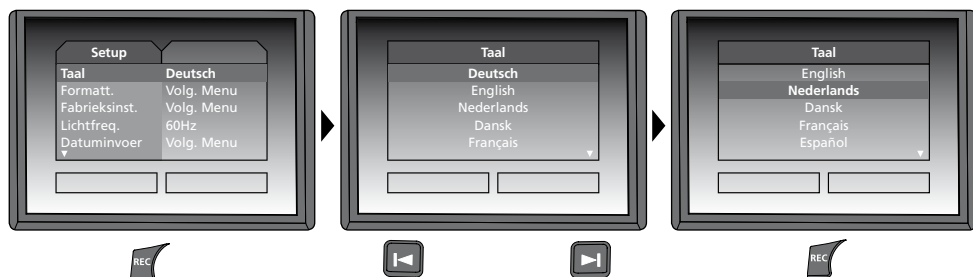 Setup
Taal Deutsch
Formatt. Volg. Menu
Fabrieksinst. Volg. Menu
Lichtfreq. 60Hz
Datuminvoer Volg. Menu
REC
Taal
Deutsch
English
Nederlands
Dansk
Français
Taal
English
Nederlands
Dansk
Français
Español
REC